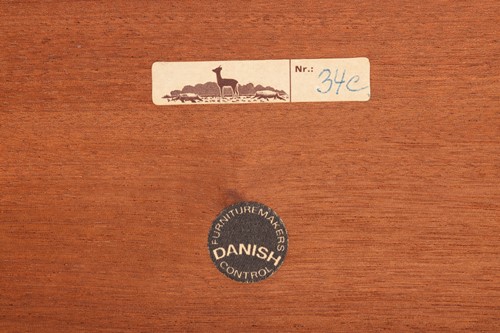 Nr.: 34c
FURNITUREMAKERS
DANISH
CONTROL